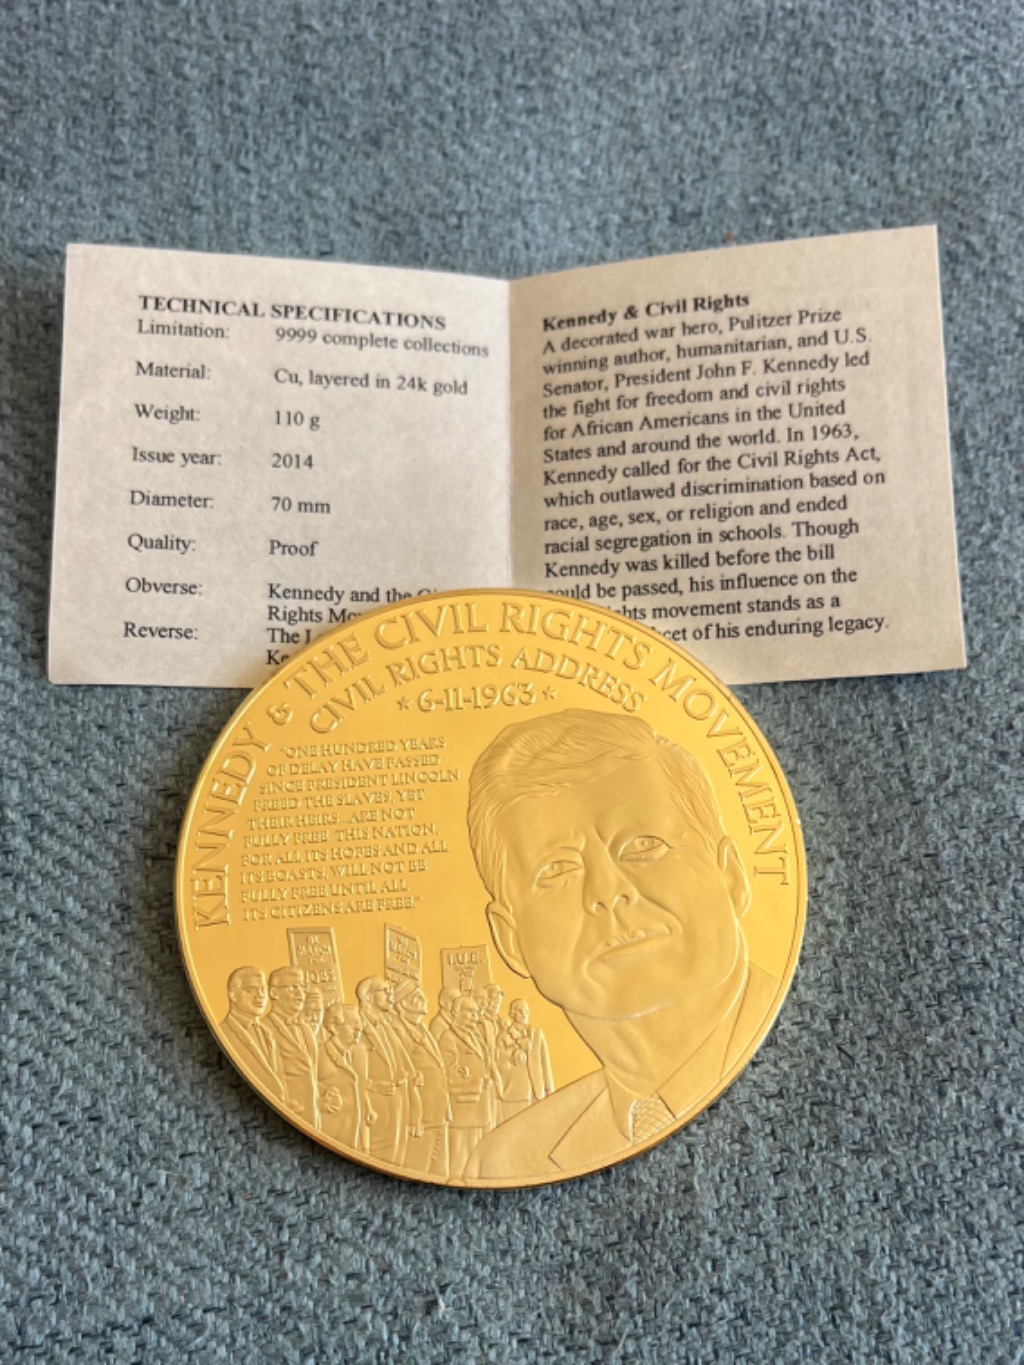 TECHNICAL SPECIFICATIONS
Limitation: 9999 complete collections
Material: Cu, layered in 24k gold
Weight: 110 g
Issue year: 2014
Diameter: 70 mm
Quality: Proof
Obverse: Kennedy and the
Rights
Reverse: The
Kennedy & Civil Rights
A decorated war hero, Pulitzer Prize
winning author, humanitarian, and U.S.
Senator, President John F. Kennedy led
the fight for freedom and civil rights
for African Americans in the United
States and around the world. In 1963,
Kennedy called for the Civil Rights Act,
which outlawed discrimination based on
race, age, sex, or religion and ended
racial segregation in schools. Though
Kennedy was killed before the bill
could be passed, his influence on the
movement stands as a
of his enduring legacy.
KENNEDY & THE CIVIL RIGHTS MOVEMENT
CIVIL RIGHTS ADDRESS
* 6-11-1963 *
"ONE HUNDRED YEARS
OF DELAY HAVE PASSED
SINCE PRESIDENT LINCOLN
FREED THE SLAVES, YET
THEIR HEIRS...ARE NOT
FULLY FREE. THIS NATION,
FOR ALL ITS HOPES AND ALL
ITS BOASTS, WILL NOT BE
FULLY FREE UNTIL ALL
ITS CITIZENS ARE FREE."
JOBS
I.U.E.